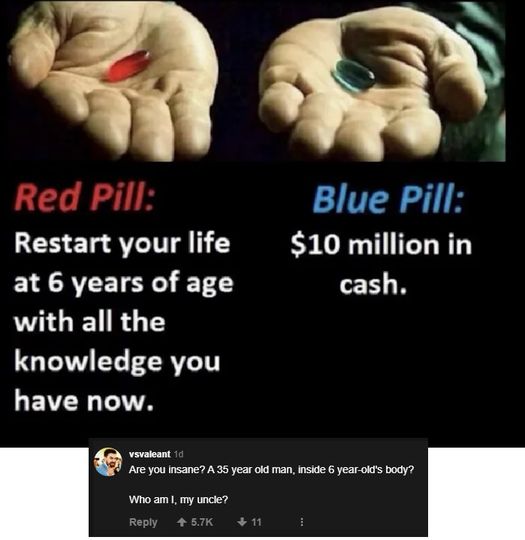 Red Pill:
Restart your life
at 6 years of age
with all the
knowledge you
have now.
Blue Pill:
$10 million in
cash.
vsvaleant 1d
Are you insane? A 35 year old man, inside 6 year-old's body?
Who am I, my uncle?
Reply 5.7K 11